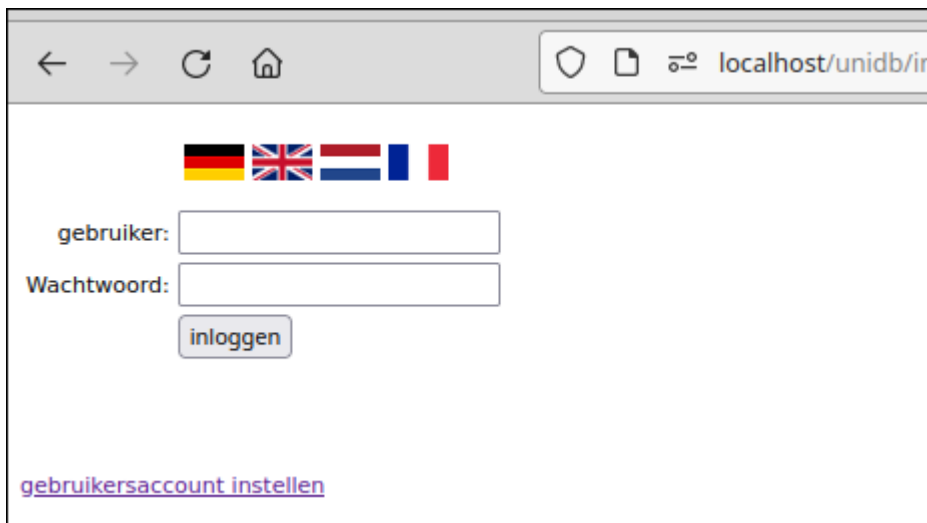 localhost/unidb/
gebruiker:
Wachtwoord:
inloggen
gebruikersaccount instellen